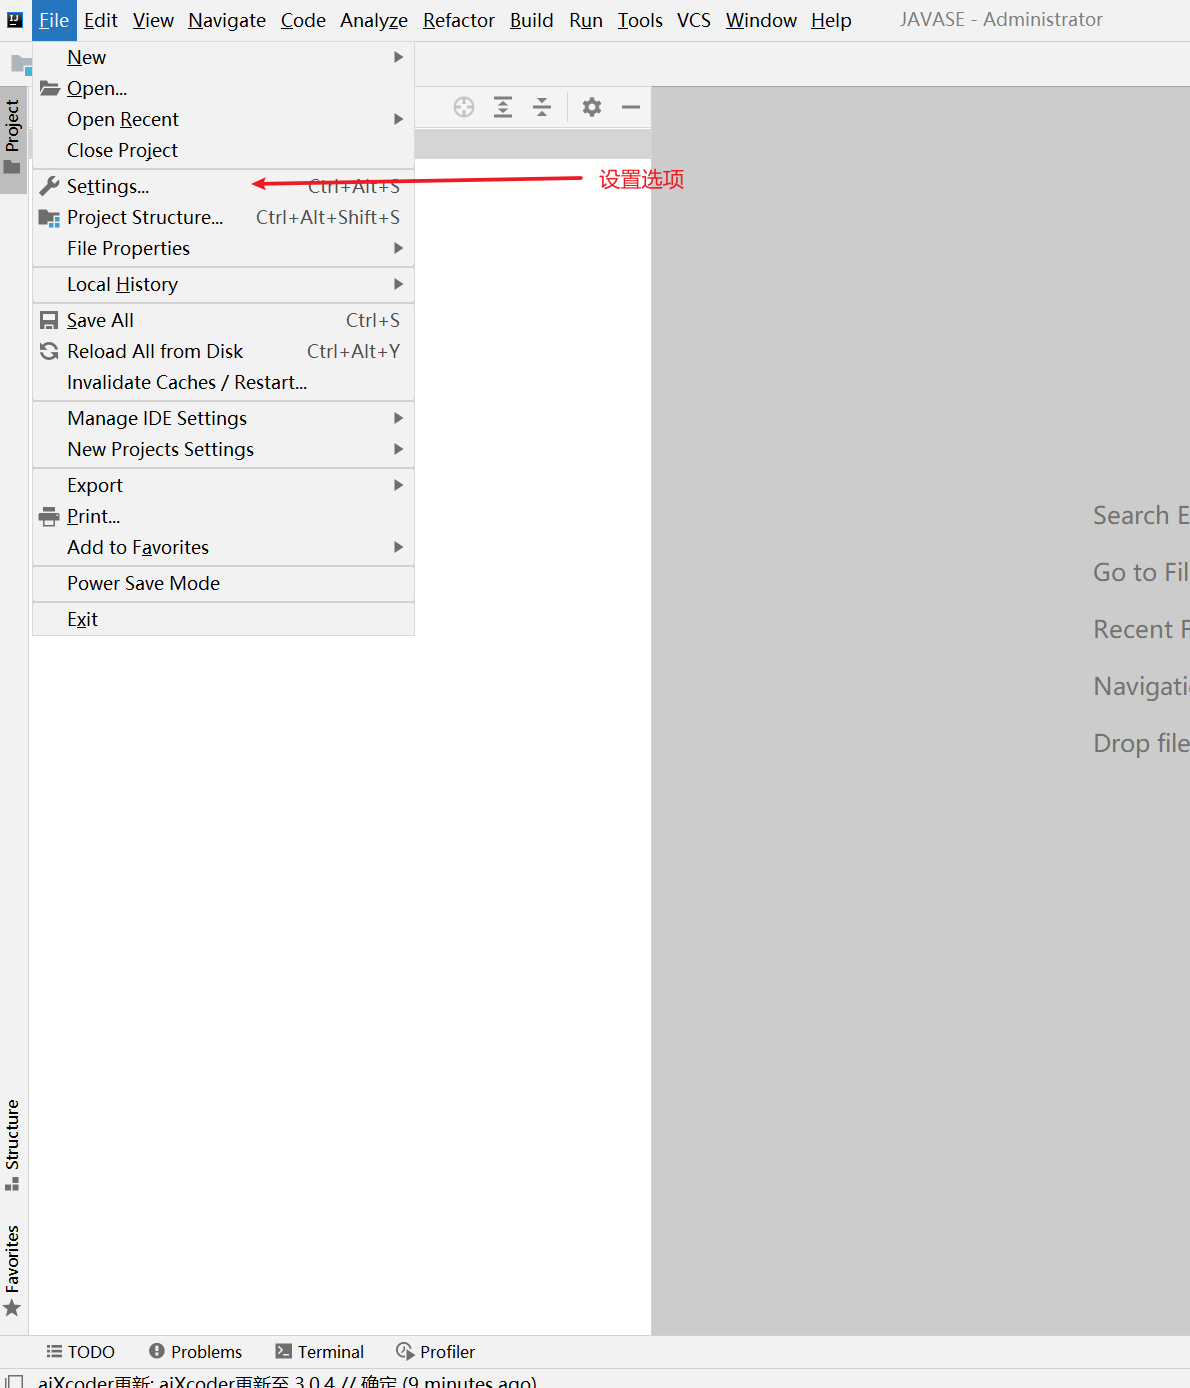 File Edit View Navigate Code Analyze Refactor Build Run Tools VCS Window Help JAVASE - Administrator
New
Open...
Open Recent
Close Project
Settings... Ctrl+Alt+S
设置选项
Project Structure... Ctrl+Alt+Shift+S
File Properties
Local History
Save All Ctrl+S
Reload All from Disk Ctrl+Alt+Y
Invalidate Caches / Restart...
Manage IDE Settings
New Projects Settings
Export
Print...
Add to Favorites
Power Save Mode
Exit
Project
Search E
Go to Fil
Recent F
Navigati
Drop file
Structure
Favorites
TODO Problems Terminal Profiler
aiXcoder更新: aiXcoder更新至 3.0.4 // 确定 (9 minutes ago)